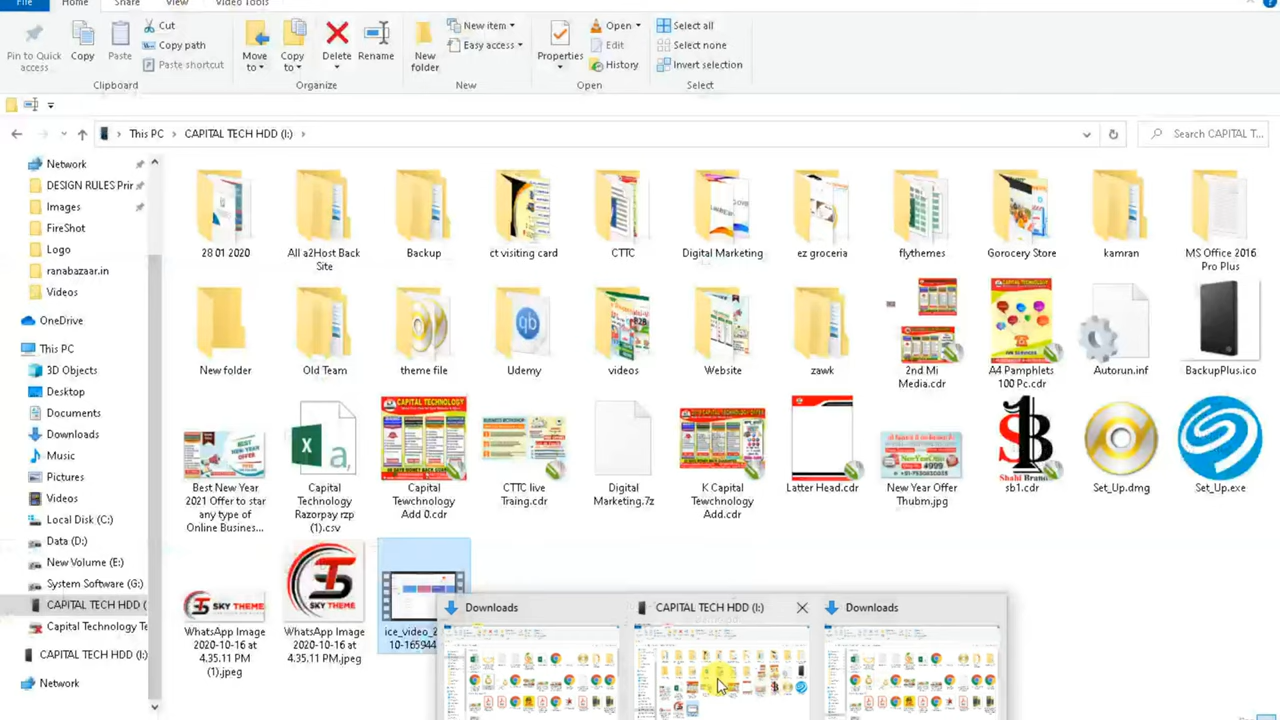 File Home Share View Video Tools
Pin to Quick access
Copy
Paste
Cut
Copy path
Paste shortcut
Clipboard
Move to
Copy to
Delete
Rename
Organize
New folder
New item
Easy access
New
Properties
Open
Edit
History
Open
Select all
Select none
Invert selection
Select
This PC > CAPITAL TECH HDD (I:) >
Search CAPITAL T...
Network
DESIGN RULES Prir
Images
FireShot
Logo
ranabazaar.in
Videos
OneDrive
This PC
3D Objects
Desktop
Documents
Downloads
Music
Pictures
Videos
Local Disk (C:)
Data (D:)
New Volume (E:)
System Software (G:)
CAPITAL TECH HDD (
Capital Technology Te
CAPITAL TECH HDD (I:)
Network
28 01 2020
All a2Host Back
Site
Backup
ct visiting card
CTTC
Digital Marketing
ez groceria
flythemes
Gorocery Store
kamran
MS Office 2016
Pro Plus
New folder
Old Team
theme file
Udemy
videos
Website
zawk
2nd Mi
Media.cdr
A4 Pamphlets
100 Pc.cdr
Autorun.inf
BackupPlus.ico
Best New Year
2021 Offer to star
any type of
Online Busines...
Capital
Technology
Razorpay rzp
(1).csv
Capital
Tewchnology
Add 0.cdr
CTTC live
Traing.cdr
Digital
Marketing.7z
K Capital
Tewchnology
Add.cdr
Latter Head.cdr
New Year Offer
Thubm.jpg
sb1.cdr
Set_Up.dmg
Set_Up.exe
WhatsApp Image
2020-10-16 at
4.35.11 PM
(1).jpeg
WhatsApp Image
2020-10-16 at
4.35.11 PM.jpeg
ice_video_2
10-165944
Downloads
CAPITAL TECH HDD (I:)
Downloads
CAPITAL TECHNOLOGY
SKY THEME
SKY THEME